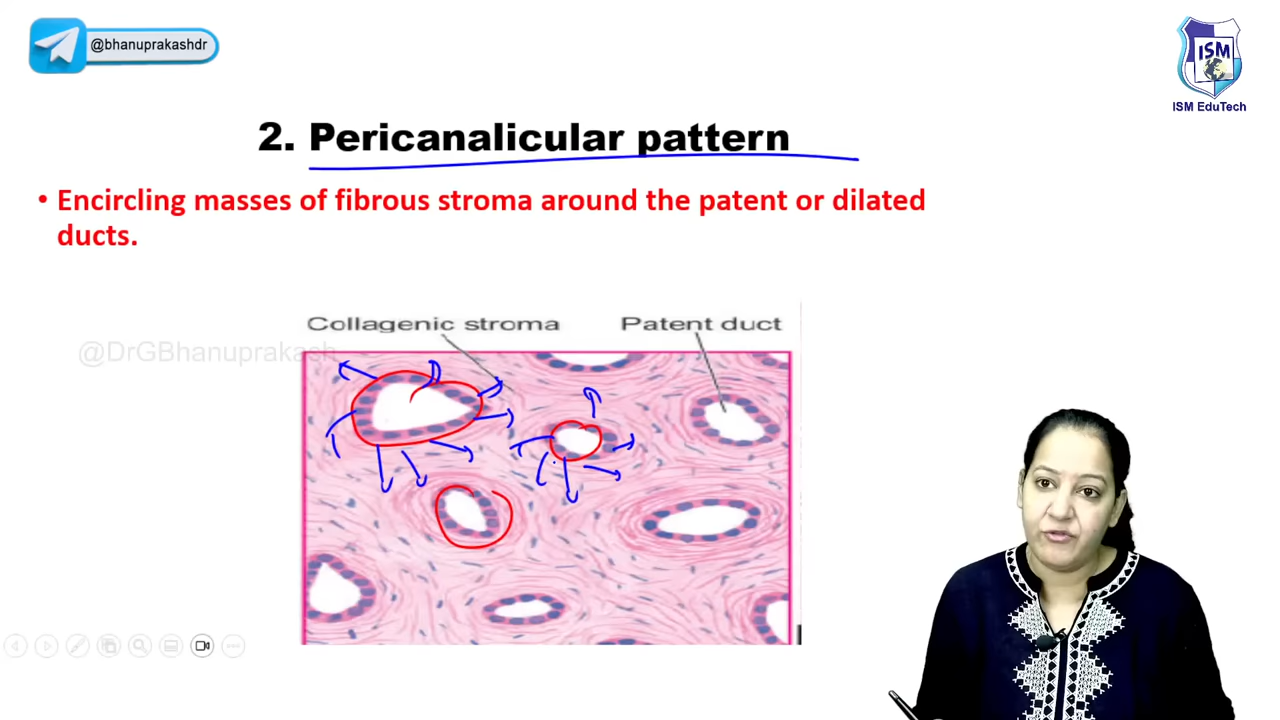 @bhanuprakashdr
ISM
ISM EduTech
2. Pericanalicular pattern
• Encircling masses of fibrous stroma around the patent or dilated
ducts.
Collagenic stroma
Patent duct
@DrGBhanuprakash